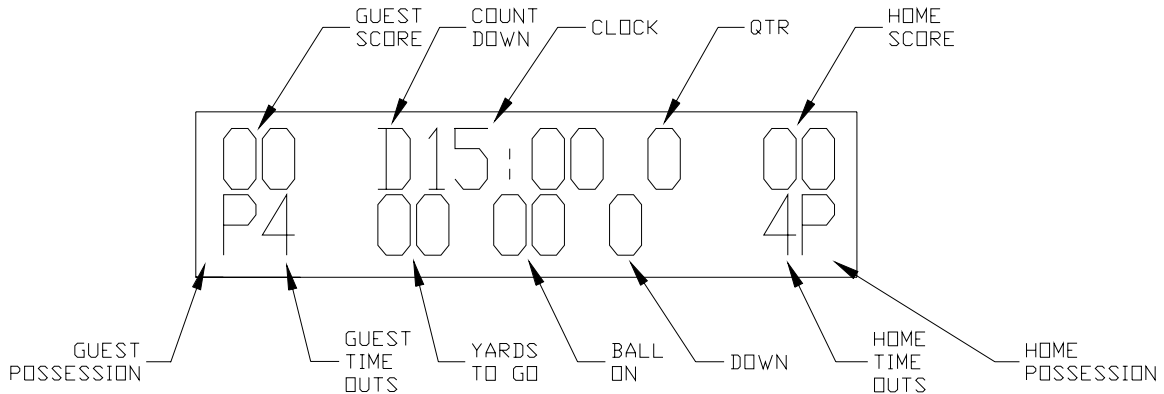 GUEST
SCORE
COUNT
DOWN
CLOCK
QTR
HOME
SCORE
00 D15:00 0 00
P4 00 00 0 4P
GUEST
POSSESSION
GUEST
TIME
OUTS
YARDS
TO GO
BALL
ON
DOWN
HOME
TIME
OUTS
HOME
POSSESSION